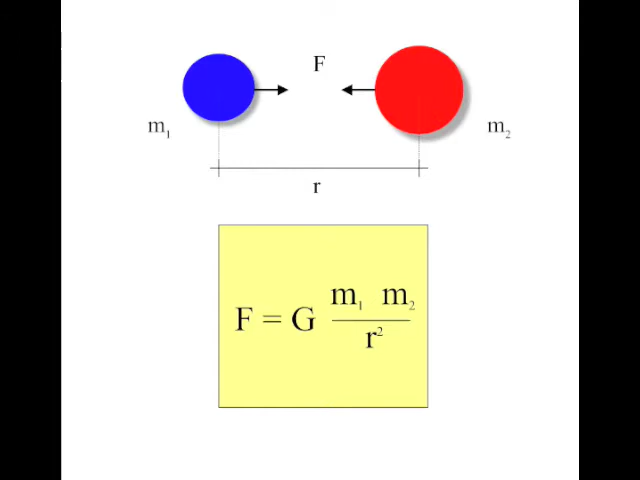 F
m₁ m₂
r
F = G m₁ m₂
r²